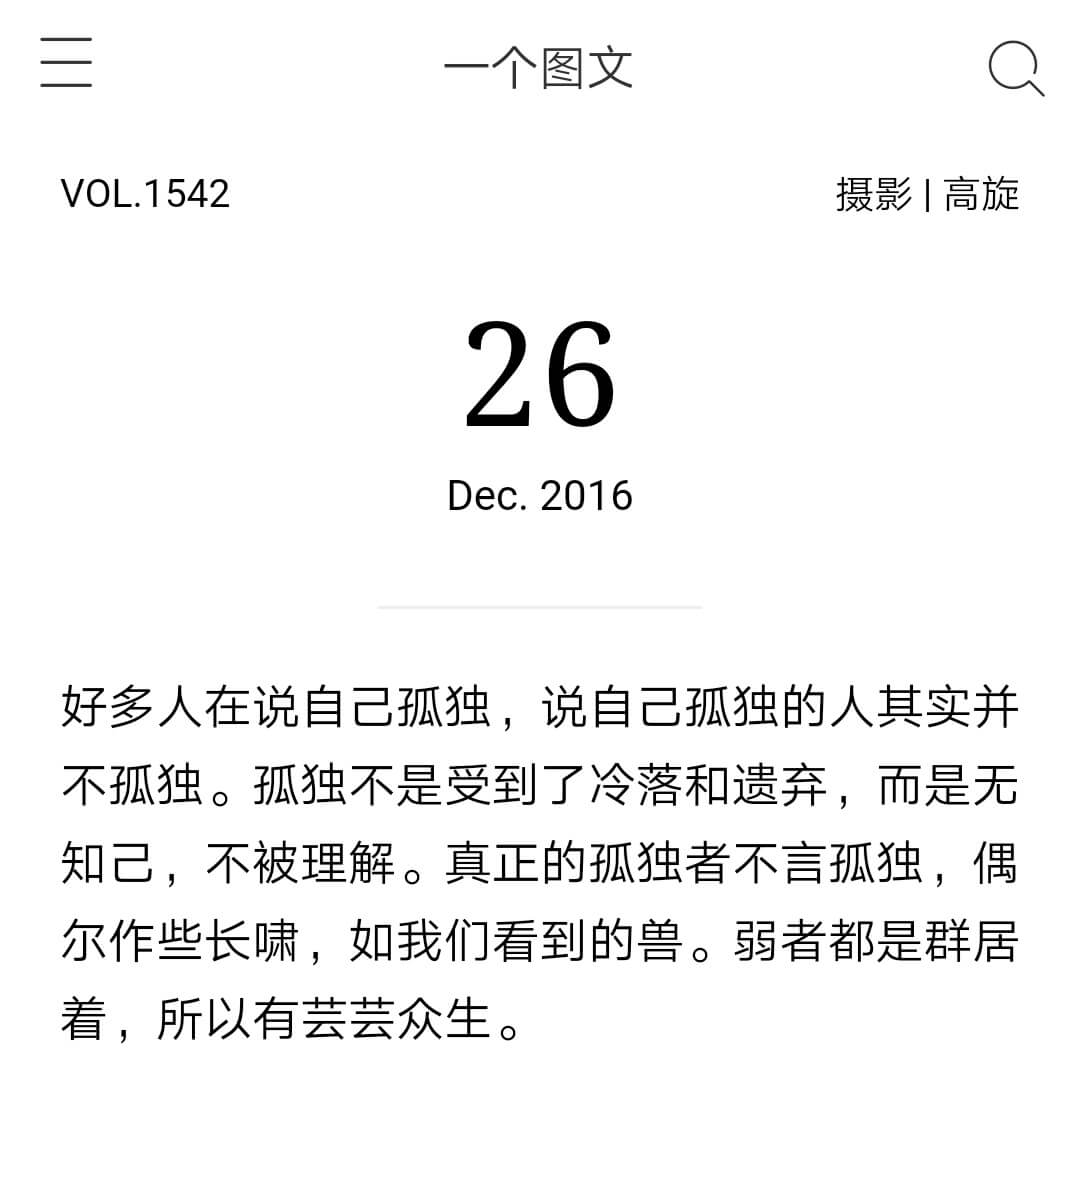 一个图文
VOL.1542
摄影 | 高旋
26
Dec. 2016
好多人在说自己孤独，说自己孤独的人其实并
不孤独。孤独不是受到了冷落和遗弃，而是无
知己，不被理解。真正的孤独者不言孤独，偶
尔作些长啸，如我们看到的兽。弱者都是群居
着，所以有芸芸众生。